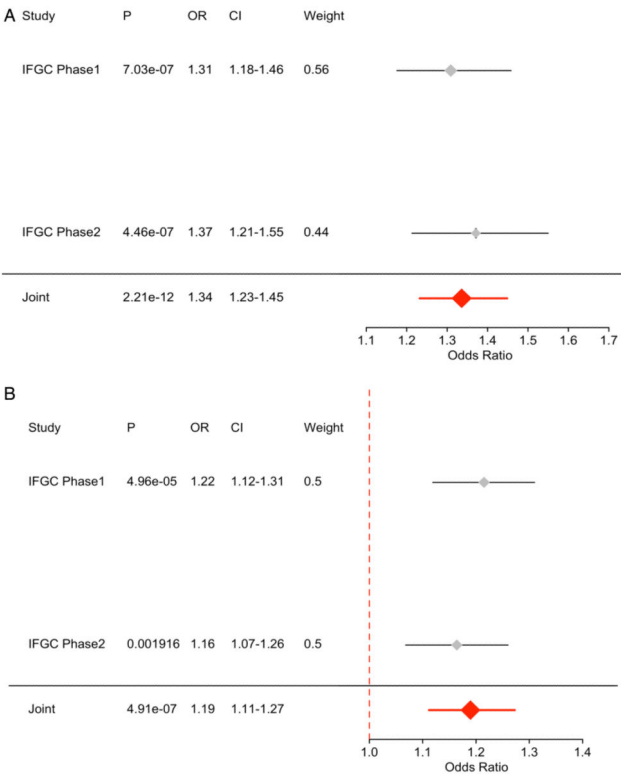 A Study P OR CI Weight
IFGC Phase1 7.03e-07 1.31 1.18-1.46 0.56
IFGC Phase2 4.46e-07 1.37 1.21-1.55 0.44
Joint 2.21e-12 1.34 1.23-1.45
1.1 1.2 1.3 1.4 1.5 1.6 1.7
Odds Ratio
B
Study P OR CI Weight
IFGC Phase1 4.96e-05 1.22 1.12-1.31 0.5
IFGC Phase2 0.001916 1.16 1.07-1.26 0.5
Joint 4.91e-07 1.19 1.11-1.27
1.0 1.1 1.2 1.3 1.4
Odds Ratio